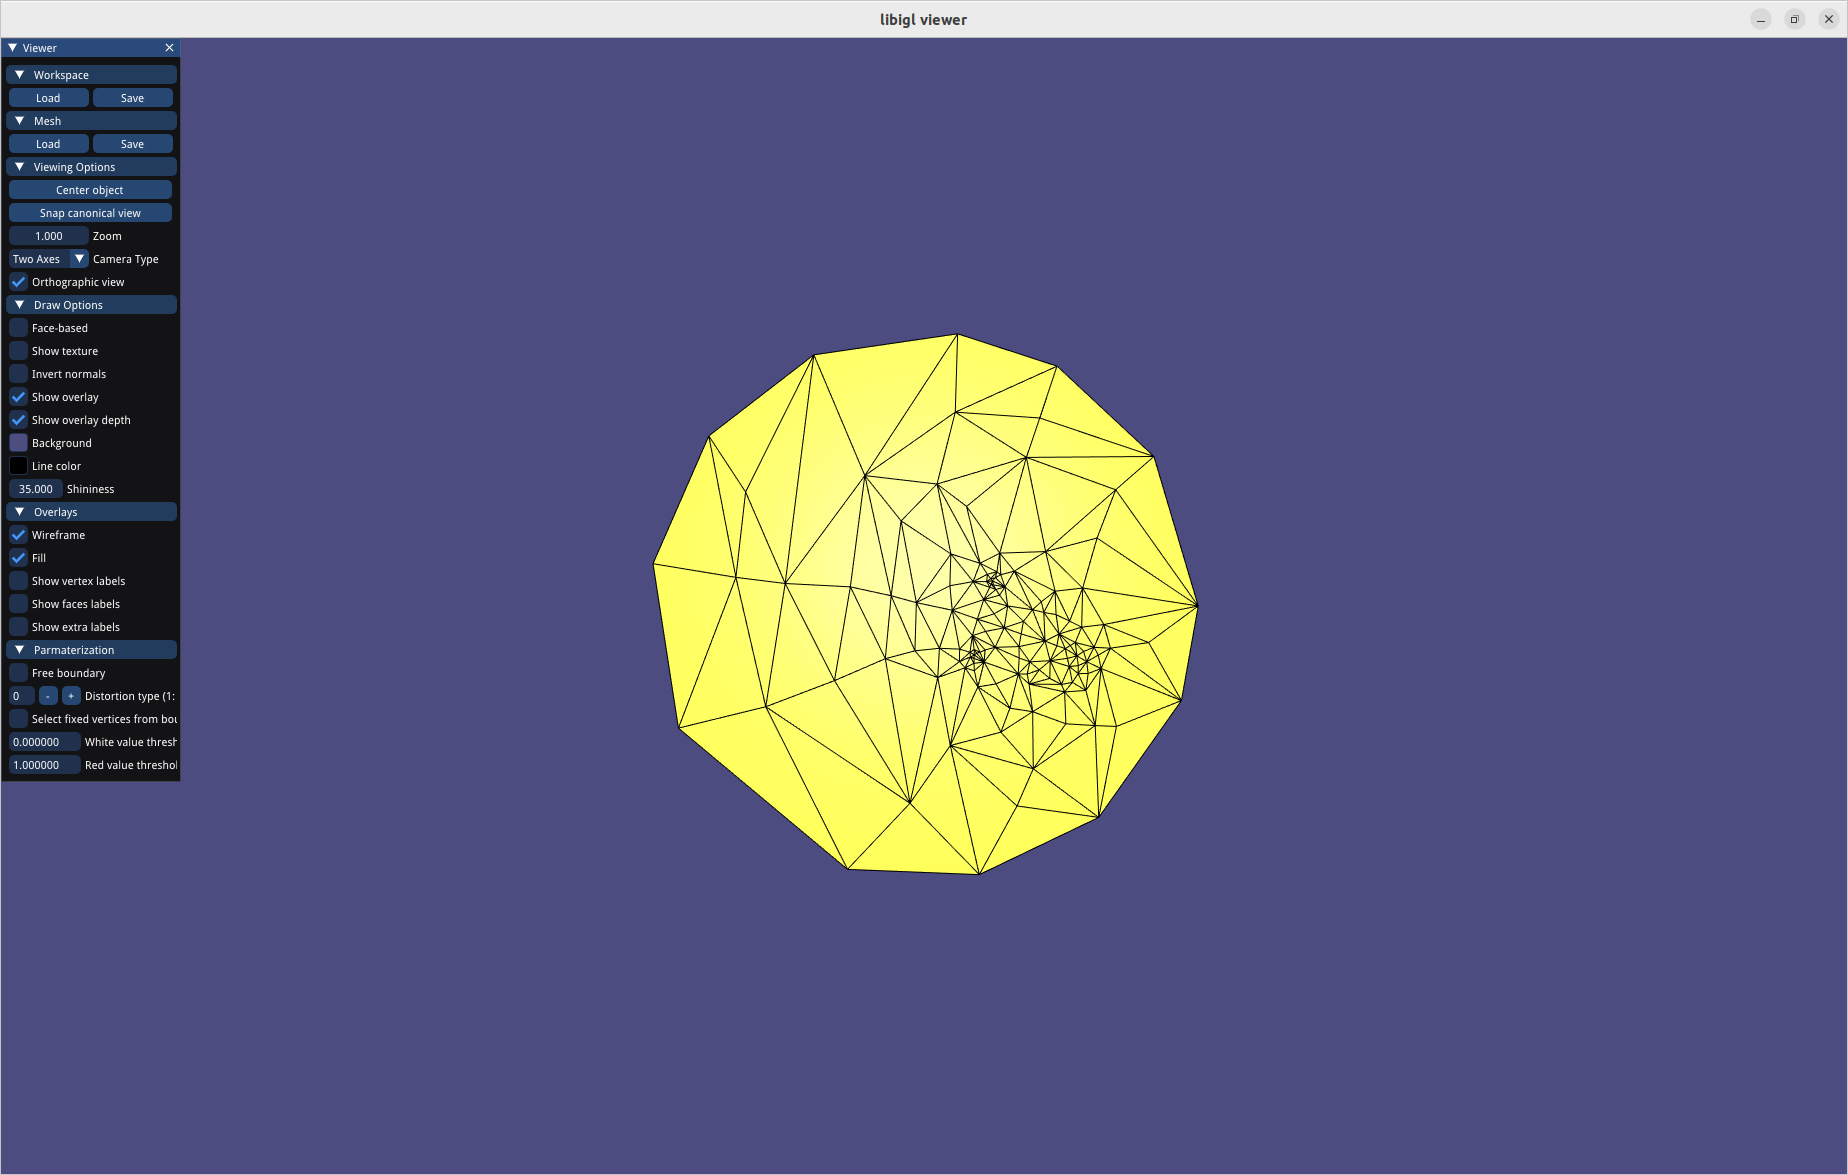 libigl viewer
Viewer
Workspace
Load Save
Mesh
Load Save
Viewing Options
Center object
Snap canonical view
1.000 Zoom
Two Axes Camera Type
Orthographic view
Draw Options
Face-based
Show texture
Invert normals
Show overlay
Show overlay depth
Background
Line color
35.000 Shininess
Overlays
Wireframe
Fill
Show vertex labels
Show faces labels
Show extra labels
Parmaterization
Free boundary
0 - + Distortion type (1:
Select fixed vertices from bou
0.000000 White value thresh
1.000000 Red value threshol